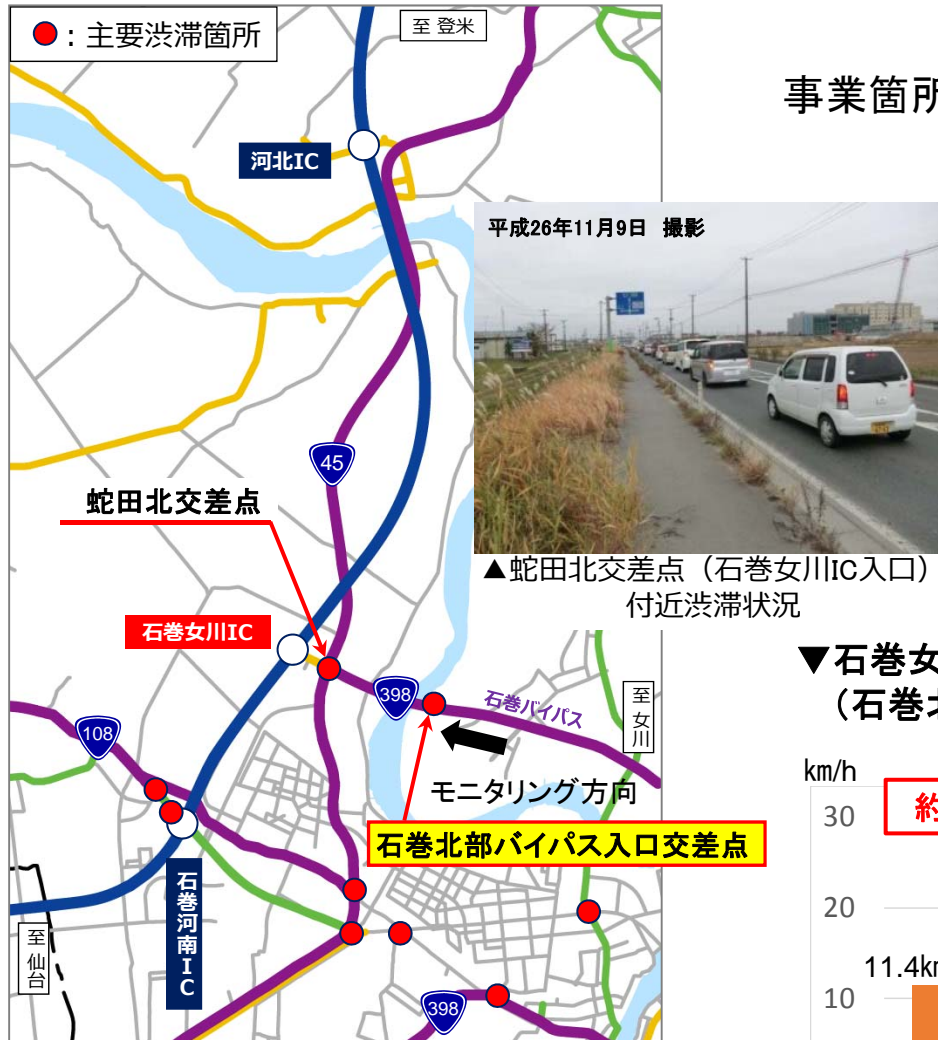 ●：主要渋滞箇所
至 登米
事業箇所
河北IC
平成26年11月9日　撮影
45
蛇田北交差点
▲蛇田北交差点（石巻女川IC入口）
付近渋滞状況
石巻女川IC
398
石巻バイパス
至 女川
▼石巻女
（石巻北
108
モニタリング方向
km/h
30
約
石巻北部バイパス入口交差点
石巻河南IC
20
至 仙台
11.4km
10
398